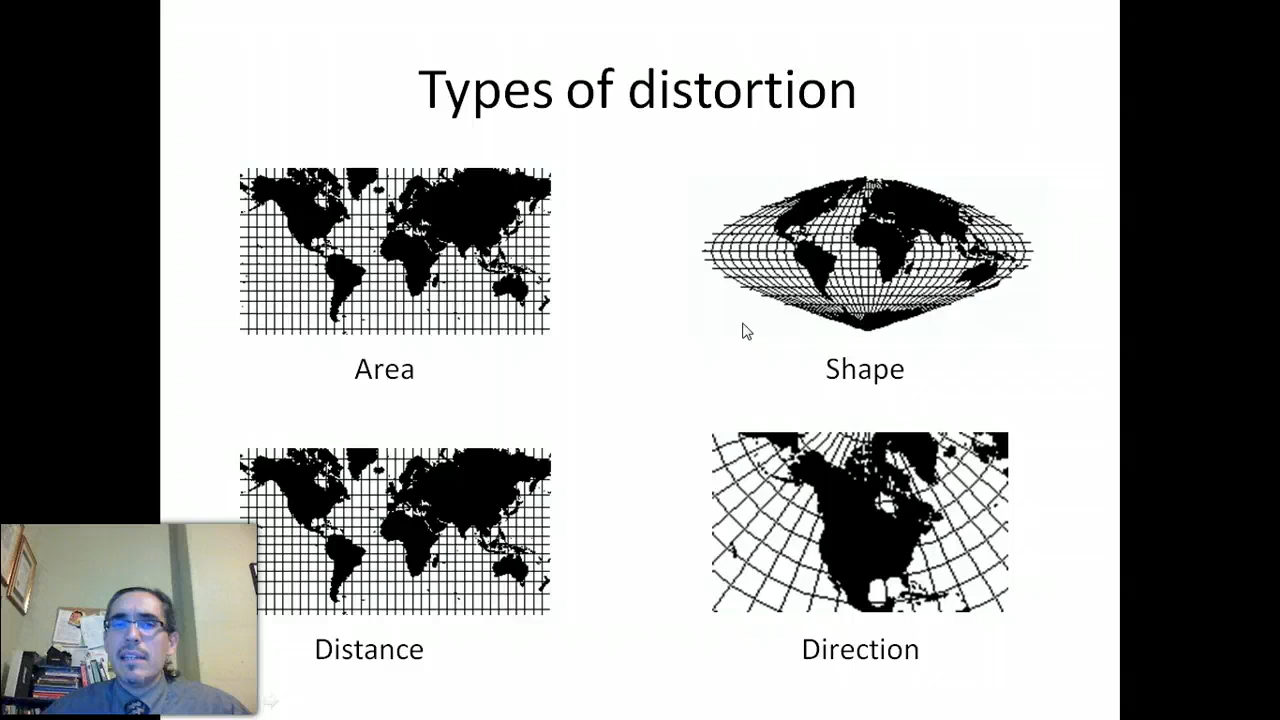 Types of distortion
Area
Shape
Distance
Direction